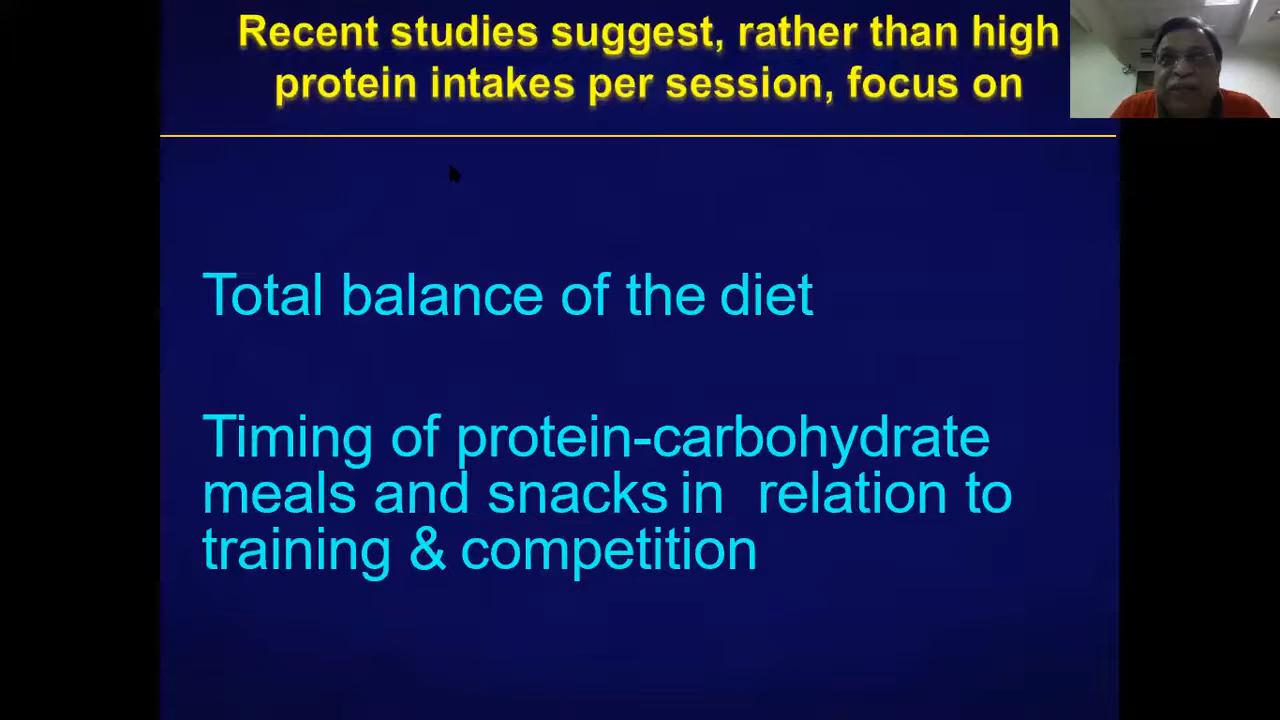 Recent studies suggest, rather than high
protein intakes per session, focus on
Total balance of the diet
Timing of protein-carbohydrate
meals and snacks in relation to
training & competition